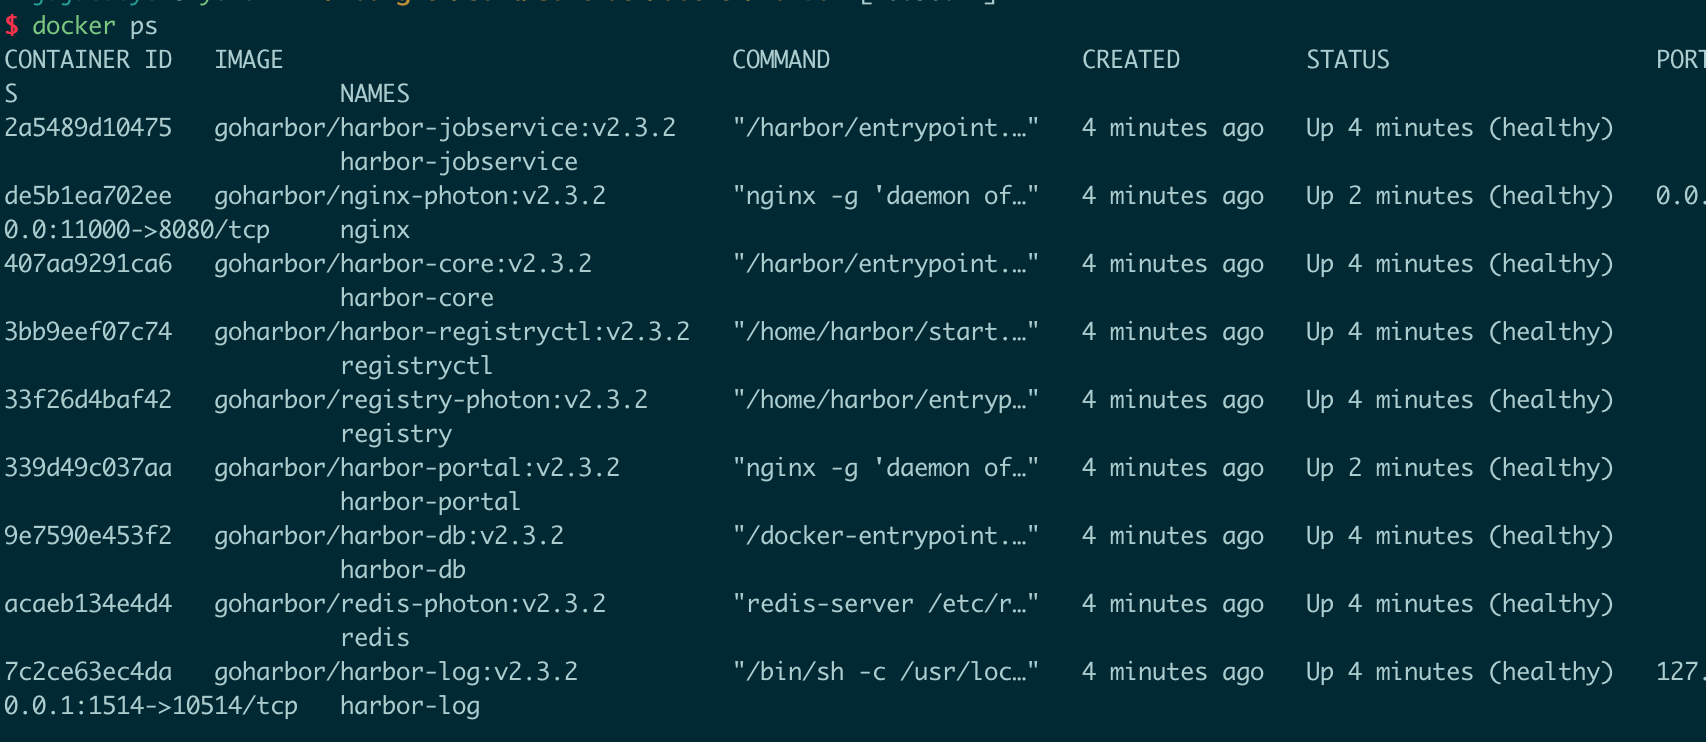 $ docker ps
CONTAINER ID   IMAGE                                COMMAND                  CREATED         STATUS                   PORT
S                       NAMES
2a5489d10475   goharbor/harbor-jobservice:v2.3.2    "/harbor/entrypoint.…"   4 minutes ago   Up 4 minutes (healthy)
                        harbor-jobservice
de5b1ea702ee   goharbor/nginx-photon:v2.3.2         "nginx -g 'daemon of…"   4 minutes ago   Up 2 minutes (healthy)   0.0.
0.0:11000->8080/tcp     nginx
407aa9291ca6   goharbor/harbor-core:v2.3.2          "/harbor/entrypoint.…"   4 minutes ago   Up 4 minutes (healthy)
                        harbor-core
3bb9eef07c74   goharbor/harbor-registryctl:v2.3.2   "/home/harbor/start.…"   4 minutes ago   Up 4 minutes (healthy)
                        registryctl
33f26d4baf42   goharbor/registry-photon:v2.3.2      "/home/harbor/entryp…"   4 minutes ago   Up 4 minutes (healthy)
                        registry
339d49c037aa   goharbor/harbor-portal:v2.3.2        "nginx -g 'daemon of…"   4 minutes ago   Up 2 minutes (healthy)
                        harbor-portal
9e7590e453f2   goharbor/harbor-db:v2.3.2            "/docker-entrypoint.…"   4 minutes ago   Up 4 minutes (healthy)
                        harbor-db
acaeb134e4d4   goharbor/redis-photon:v2.3.2         "redis-server /etc/r…"   4 minutes ago   Up 4 minutes (healthy)
                        redis
7c2ce63ec4da   goharbor/harbor-log:v2.3.2           "/bin/sh -c /usr/loc…"   4 minutes ago   Up 4 minutes (healthy)   127.
0.0.1:1514->10514/tcp   harbor-log